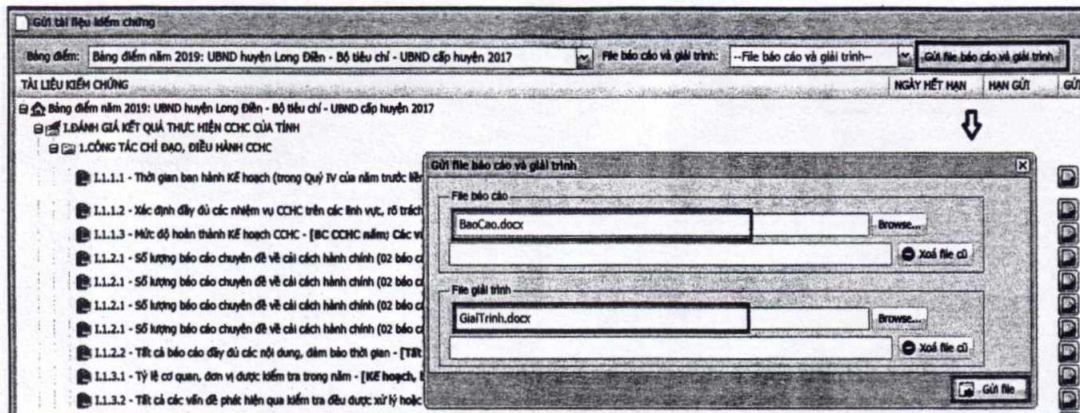 Gửi tài liệu kiểm chứng
Bảng điểm: Bảng điểm năm 2019: UBND huyện Long Điền - Bộ tiêu chí - UBND cấp huyện 2017 File báo cáo và giải trình: --File báo cáo và giải trình-- Gửi file báo cáo và giải trình
TÀI LIỆU KIỂM CHỨNG NGÀY HẾT HẠN HẠN GỬI GỬI
Bảng điểm năm 2019: UBND huyện Long Điền - Bộ tiêu chí - UBND cấp huyện 2017
I.ĐÁNH GIÁ KẾT QUẢ THỰC HIỆN CCHC CỦA TỈNH
1.CÔNG TÁC CHỈ ĐẠO, ĐIỀU HÀNH CCHC
I.1.1.1 - Thời gian ban hành Kế hoạch (trong Quý IV của năm trước liền
I.1.1.2 - Xác định đầy đủ các nhiệm vụ CCHC trên các lĩnh vực, rõ trách
I.1.1.3 - Mức độ hoàn thành Kế hoạch CCHC - [BC CCHC năm; Các vi
I.1.2.1 - Số lượng báo cáo chuyên đề về cải cách hành chính (02 báo c
I.1.2.1 - Số lượng báo cáo chuyên đề về cải cách hành chính (02 báo c
I.1.2.1 - Số lượng báo cáo chuyên đề về cải cách hành chính (02 báo c
I.1.2.1 - Số lượng báo cáo chuyên đề về cải cách hành chính (02 báo c
I.1.2.2 - Tất cả báo cáo đầy đủ các nội dung, đảm bảo thời gian - [Tất
I.1.3.1 - Tỷ lệ cơ quan, đơn vị được kiểm tra trong năm - [Kế hoạch,
I.1.3.2 - Tất cả các vấn đề phát hiện qua kiểm tra đều được xử lý hoặc
Gửi file báo cáo và giải trình
File báo cáo
BaoCao.docx Browse...
Xoá file cũ
File giải trình
GiaiTrinh.docx Browse...
Xoá file cũ
Gửi file